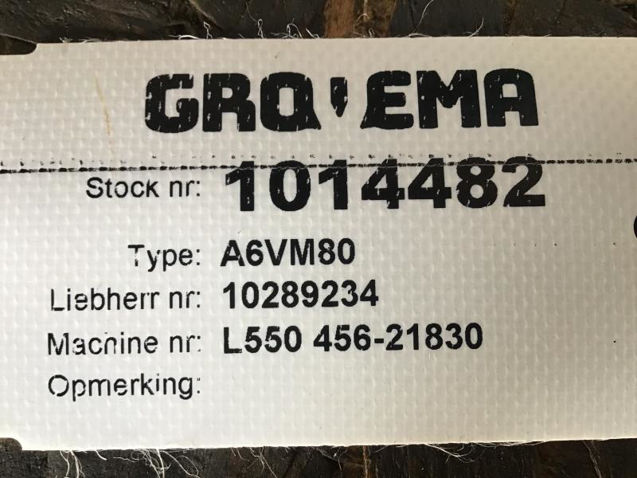 GRO EMA
Stock nr: 1014482
Type: A6VM80
Liebherr nr: 10289234
Machine nr: L550 456-21830
Opmerking: